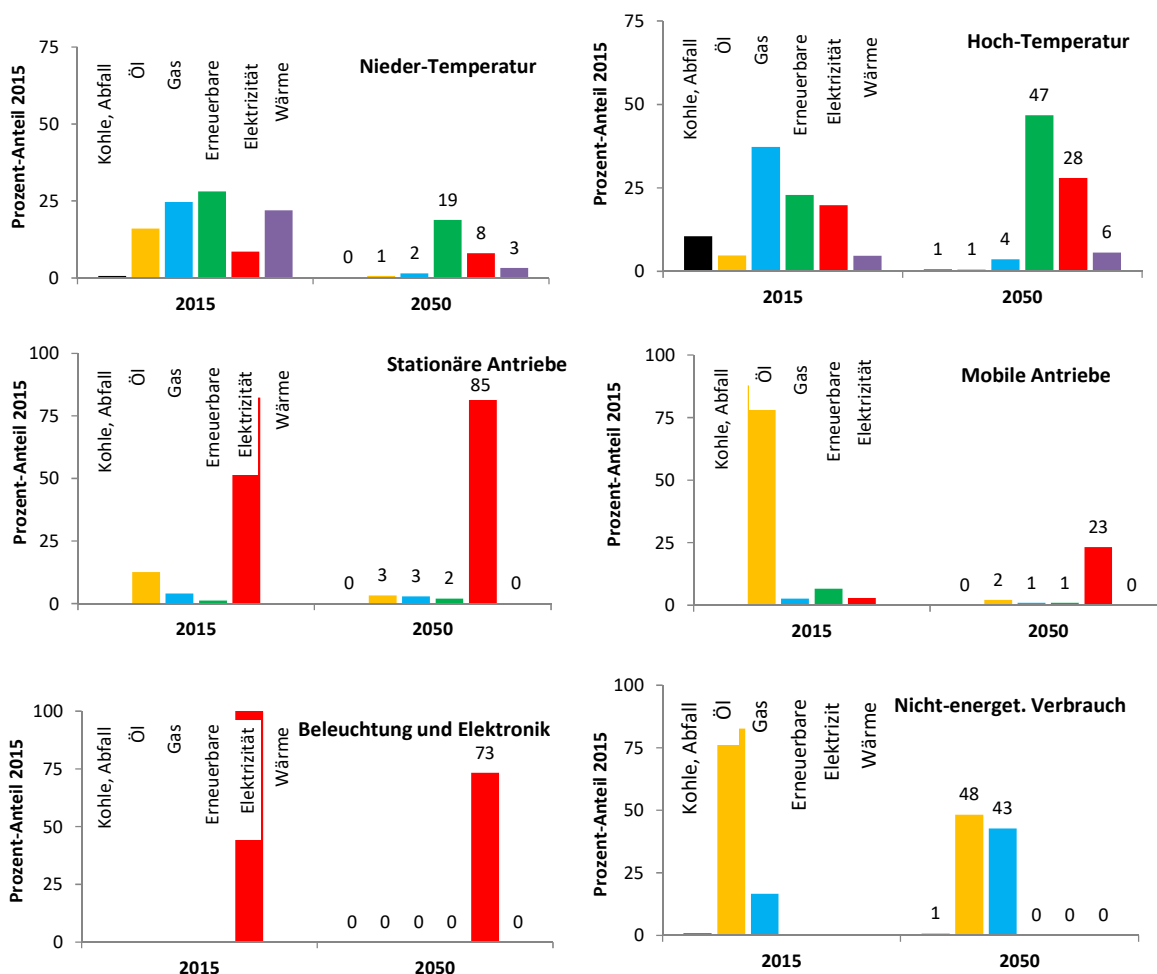 Nieder-Temperatur
Prozent-Anteil 2015
75
50
25
0
Kohle, Abfall
Öl
Gas
Erneuerbare
Elektrizität
Wärme
0
1
2
19
8
3
2015
2050
Hoch-Temperatur
Prozent-Anteil 2015
75
50
25
0
Kohle, Abfall
Öl
Gas
Erneuerbare
Elektrizität
Wärme
1
1
4
47
28
6
2015
2050
Stationäre Antriebe
Prozent-Anteil 2015
100
75
50
25
0
Kohle, Abfall
Öl
Gas
Erneuerbare
Elektrizität
Wärme
0
3
3
2
85
0
2015
2050
Mobile Antriebe
Prozent-Anteil 2015
100
75
50
25
0
Kohle, Abfall
Öl
Gas
Erneuerbare
Elektrizität
0
2
1
1
23
0
2015
2050
Beleuchtung und Elektronik
Prozent-Anteil 2015
100
75
50
25
0
Kohle, Abfall
Öl
Gas
Erneuerbare
Elektrizität
Wärme
0
0
0
0
73
0
2015
2050
Nicht-energet. Verbrauch
Prozent-Anteil 2015
100
75
50
25
0
Kohle, Abfall
Öl
Gas
Erneuerbare
Elektrizit
Wärme
1
48
43
0
0
0
2015
2050